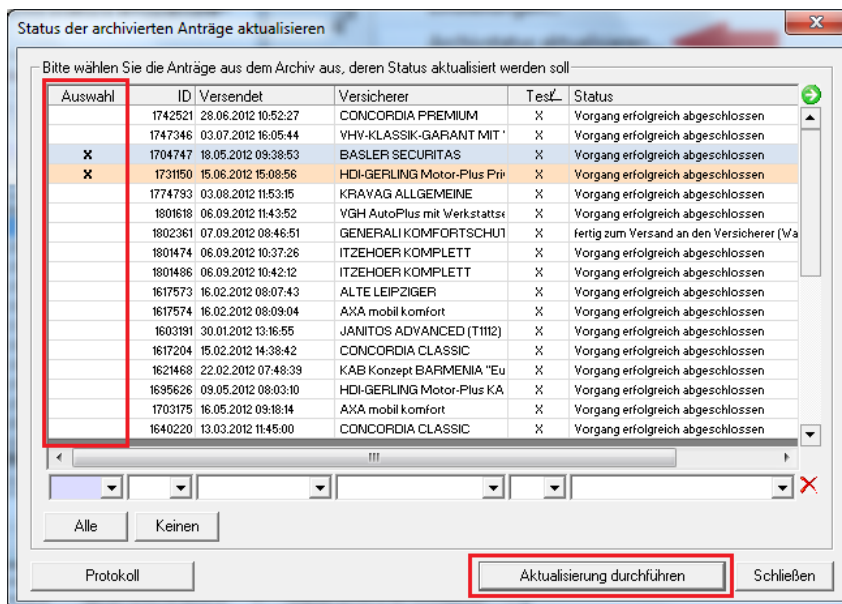 Status der archivierten Anträge aktualisieren
Bitte wählen Sie die Anträge aus dem Archiv aus, deren Status aktualisiert werden soll
Auswahl ID Versendet Versicherer Test Status
1742521 28.06.2012 10:52:27 CONCORDIA PREMIUM X Vorgang erfolgreich abgeschlossen
1747346 03.07.2012 16:05:44 VHV-KLASSIK-GARANT MIT ' X Vorgang erfolgreich abgeschlossen
X 1704747 18.05.2012 09:38:53 BASLER SECURITAS X Vorgang erfolgreich abgeschlossen
X 1731150 15.06.2012 15:08:56 HDI-GERLING Motor-Plus Pri X Vorgang erfolgreich abgeschlossen
1774793 03.08.2012 11:53:15 KRAVAG ALLGEMEINE X Vorgang erfolgreich abgeschlossen
1801618 06.09.2012 11:43:52 VGH AutoPlus mit Werkstattse X Vorgang erfolgreich abgeschlossen
1802361 07.09.2012 08:46:51 GENERALI KOMFORTSCHUT X fertig zum Versand an den Versicherer (Wa
1801474 06.09.2012 10:37:26 ITZEHOER KOMPLETT X Vorgang erfolgreich abgeschlossen
1801486 06.09.2012 10:42:12 ITZEHOER KOMPLETT X Vorgang erfolgreich abgeschlossen
1617573 16.02.2012 08:07:43 ALTE LEIPZIGER X Vorgang erfolgreich abgeschlossen
1617574 16.02.2012 08:09:04 AXA mobil komfort X Vorgang erfolgreich abgeschlossen
1603191 30.01.2012 13:16:55 JANITOS ADVANCED (T1112) X Vorgang erfolgreich abgeschlossen
1617204 15.02.2012 14:38:42 CONCORDIA CLASSIC X Vorgang erfolgreich abgeschlossen
1621468 22.02.2012 07:48:39 KAB Konzept BARMENIA "Eu X Vorgang erfolgreich abgeschlossen
1695626 09.05.2012 08:03:10 HDI-GERLING Motor-Plus KA X Vorgang erfolgreich abgeschlossen
1703175 16.05.2012 09:18:14 AXA mobil komfort X Vorgang erfolgreich abgeschlossen
1640220 13.03.2012 11:45:00 CONCORDIA CLASSIC X Vorgang erfolgreich abgeschlossen
Alle Keinen
Protokoll Aktualisierung durchführen Schließen